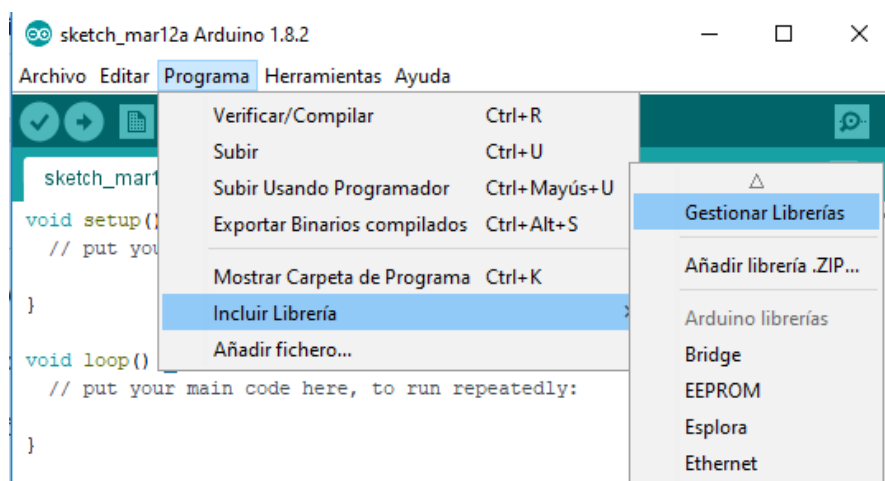 sketch_mar12a Arduino 1.8.2
Archivo Editar Programa Herramientas Ayuda
Verificar/Compilar Ctrl+R
Subir Ctrl+U
Subir Usando Programador Ctrl+Mayús+U
Exportar Binarios compilados Ctrl+Alt+S
Mostrar Carpeta de Programa Ctrl+K
Incluir Librería
Añadir fichero...
Gestionar Librerías
Añadir librería .ZIP...
Arduino librerías
Bridge
EEPROM
Esplora
Ethernet
sketch_mar1
void setup()
// put you
}
void loop()
// put your main code here, to run repeatedly:
}